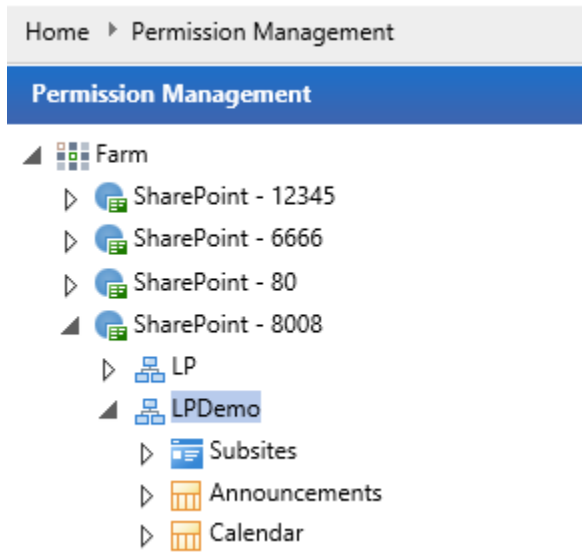 Home Permission Management
Permission Management
Farm
SharePoint - 12345
SharePoint - 6666
SharePoint - 80
SharePoint - 8008
LP
LPDemo
Subsites
Announcements
Calendar